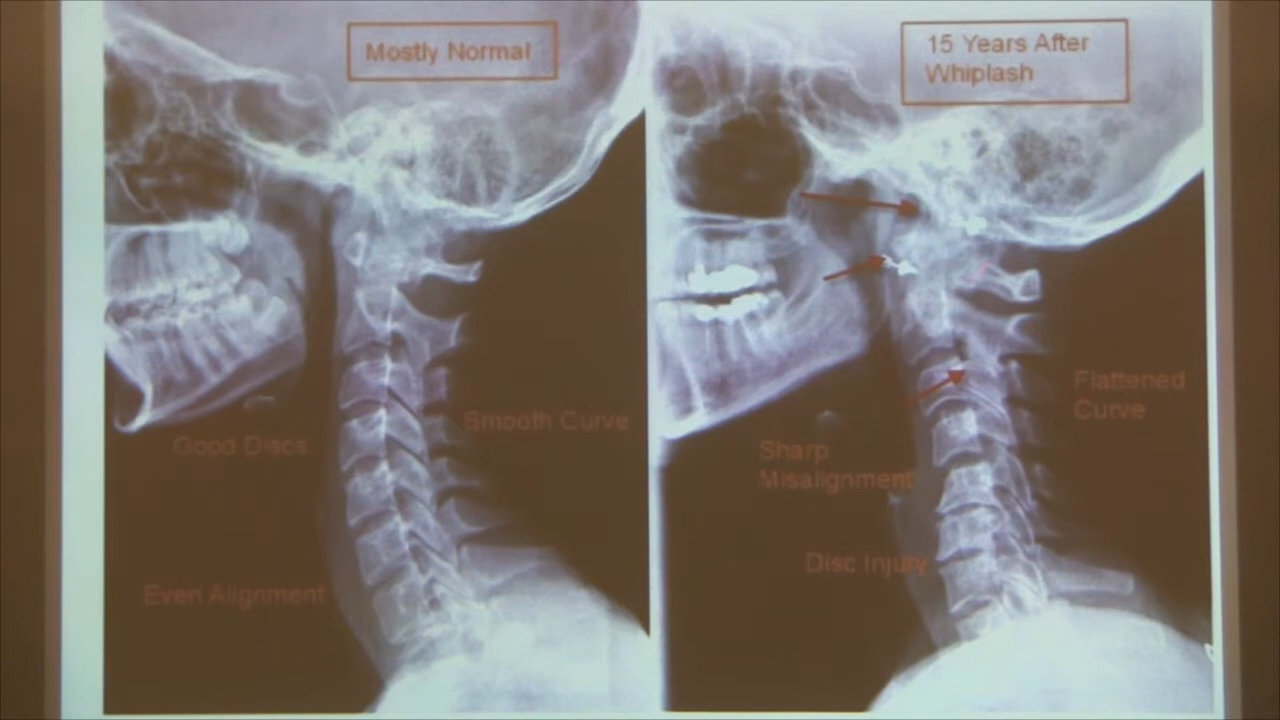 Mostly Normal
Good Discs
Smooth Curve
Even Alignment
15 Years After
Whiplash
Flattened
Curve
Sharp
Misalignment
Disc Injury